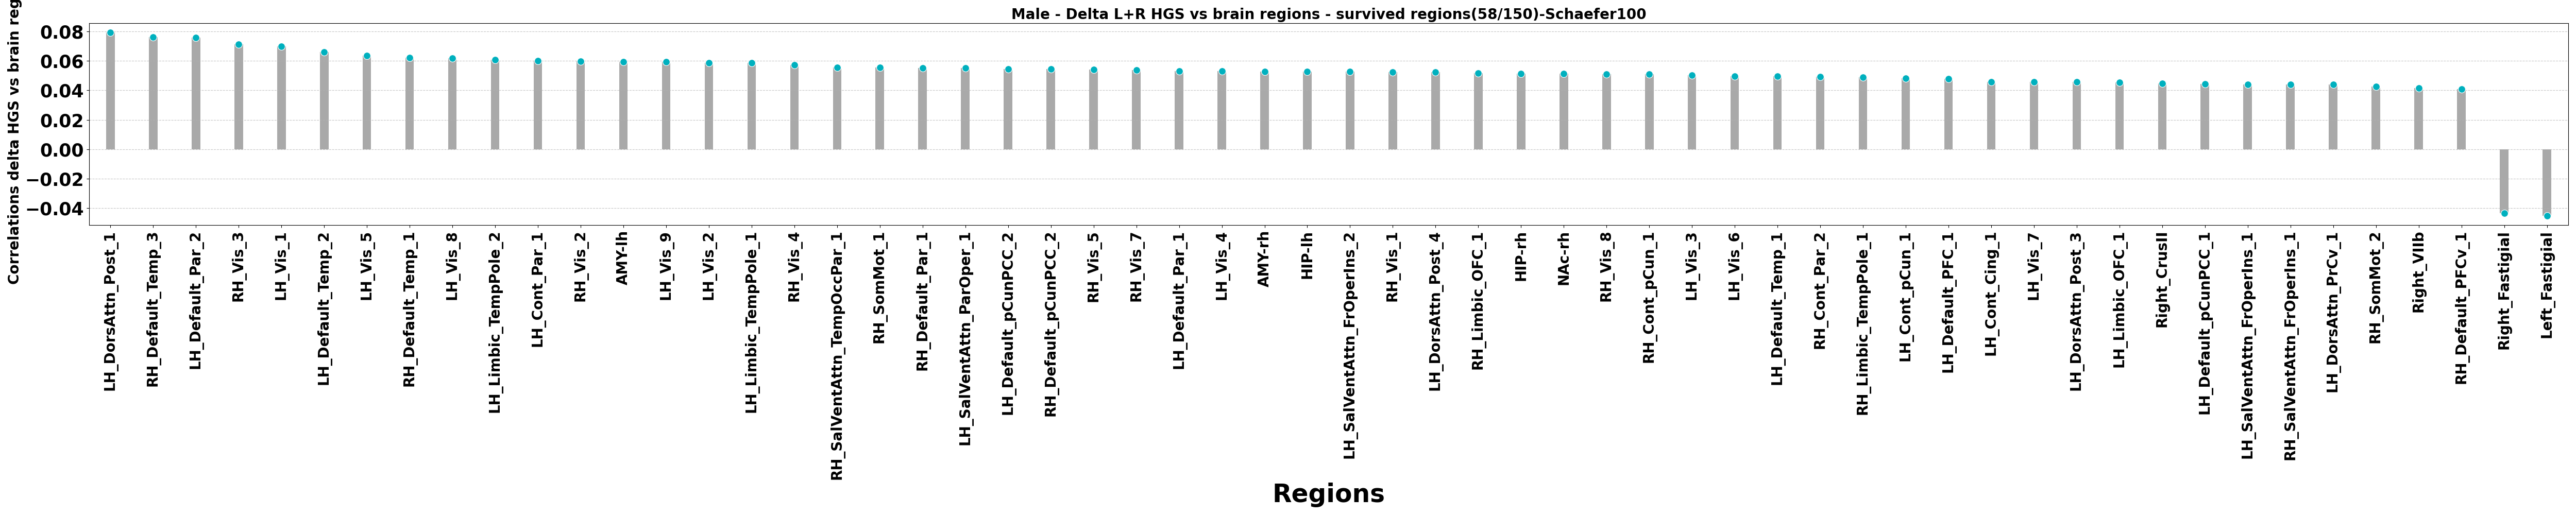 Male - Delta L+R HGS vs brain regions - survived regions(58/150)-Schaefer100
Correlations delta HGS vs brain reg
0.08
0.06
0.04
0.02
0.00
−0.02
−0.04
LH_DorsAttn_Post_1
RH_Default_Temp_3
LH_Default_Par_2
RH_Vis_3
LH_Vis_1
LH_Default_Temp_2
LH_Vis_5
RH_Default_Temp_1
LH_Vis_8
LH_Limbic_TempPole_2
LH_Cont_Par_1
RH_Vis_2
AMY-lh
LH_Vis_9
LH_Vis_2
LH_Limbic_TempPole_1
RH_Vis_4
RH_SalVentAttn_TempOccPar_1
RH_SomMot_1
RH_Default_Par_1
LH_SalVentAttn_ParOper_1
LH_Default_pCunPCC_2
RH_Default_pCunPCC_2
RH_Vis_5
RH_Vis_7
LH_Default_Par_1
LH_Vis_4
AMY-rh
HIP-lh
LH_SalVentAttn_FrOperIns_2
RH_Vis_1
LH_DorsAttn_Post_4
RH_Limbic_OFC_1
HIP-rh
NAc-rh
RH_Vis_8
RH_Cont_pCun_1
LH_Vis_3
LH_Vis_6
LH_Default_Temp_1
RH_Cont_Par_2
RH_Limbic_TempPole_1
LH_Cont_pCun_1
LH_Default_PFC_1
LH_Cont_Cing_1
LH_Vis_7
LH_DorsAttn_Post_3
LH_Limbic_OFC_1
Right_CrusII
LH_Default_pCunPCC_1
LH_SalVentAttn_FrOperIns_1
RH_SalVentAttn_FrOperIns_1
LH_DorsAttn_PrCv_1
RH_SomMot_2
Right_VIIb
RH_Default_PFCv_1
Right_Fastigial
Left_Fastigial
Regions